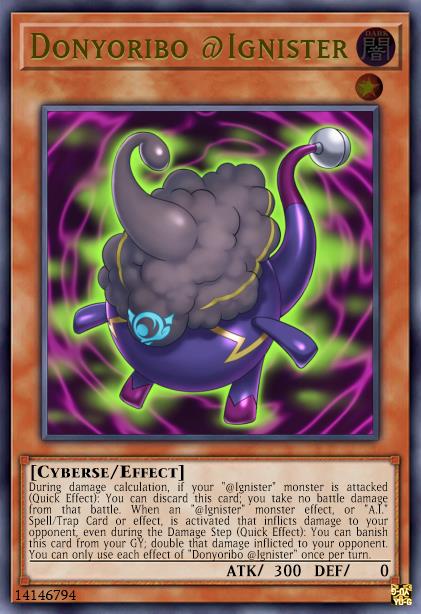 DONYORIBO @IGNISTER
DARK
闇
[CYBERSE/EFFECT]
During damage calculation, if your "@Ignister" monster is attacked
(Quick Effect): You can discard this card; you take no battle damage
from that battle. When an "@Ignister" monster effect, or "A.I."
Spell/Trap Card or effect, is activated that inflicts damage to your
opponent, even during the Damage Step (Quick Effect): You can banish
this card from your GY; double that damage inflicted to your opponent.
You can only use each effect of "Donyoribo @Ignister" once per turn.
ATK/ 300 DEF/ 0
14146794